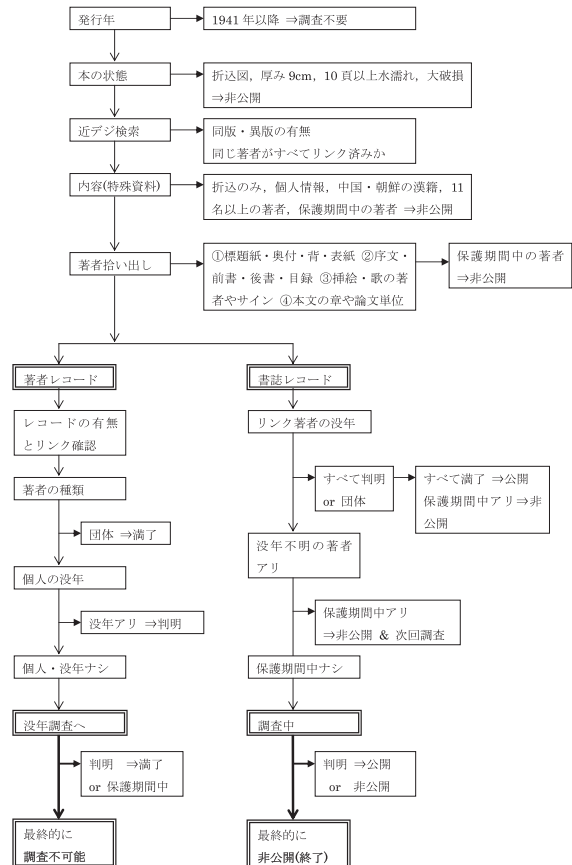 発行年
1941年以降 ⇒調査不要
本の状態
折込図，厚み9cm，10頁以上水濡れ，大破損
⇒非公開
近デジ検索
同版・異版の有無
同じ著者がすべてリンク済みか
内容(特殊資料)
折込のみ，個人情報，中国・朝鮮の漢籍，11
名以上の著者，保護期間中の著者 ⇒非公開
著者拾い出し
①標題紙・奥付・背・表紙 ②序文・
前書・後書・目録 ③挿絵・歌の著
者やサイン ④本文の章や論文単位
保護期間中の著者
⇒非公開
著者レコード
レコードの有無
とリンク確認
著者の種類
団体 ⇒満了
個人の没年
没年アリ ⇒判明
個人・没年ナシ
没年調査へ
判明 ⇒満了
or 保護期間中
最終的に
調査不可能
書誌レコード
リンク著者の没年
すべて判明
or 団体
すべて満了 ⇒公開
保護期間中アリ⇒非
公開
没年不明の著者
アリ
保護期間中アリ
⇒非公開 & 次回調査
保護期間中ナシ
調査中
判明 ⇒公開
or 非公開
最終的に
非公開(終了)